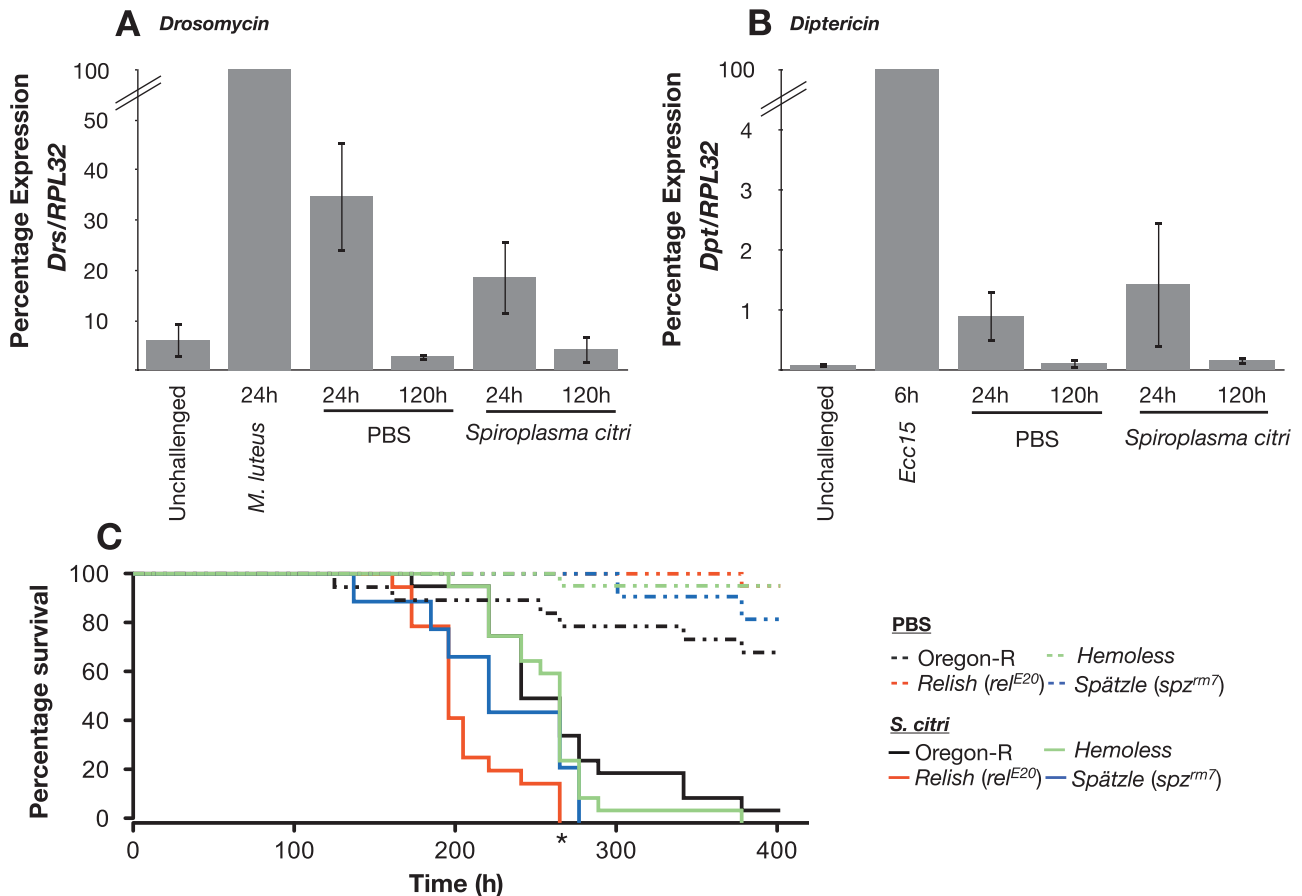 A Drosomycin
Percentage Expression
Drs/RPL32
100
50
40
30
20
10
24h 24h 120h 24h 120h
Unchallenged
M. luteus
PBS
Spiroplasma citri
B Diptericin
Percentage Expression
Dpt/RPL32
100
4
3
2
1
6h 24h 120h 24h 120h
Unchallenged
Ecc15
PBS
Spiroplasma citri
C
Percentage survival
100
80
60
40
20
0
0 100 200 300 400
*
Time (h)
PBS
Oregon-R Hemoless
Relish (relE20) Spätzle (spzrm7)
S. citri
Oregon-R Hemoless
Relish (relE20) Spätzle (spzrm7)